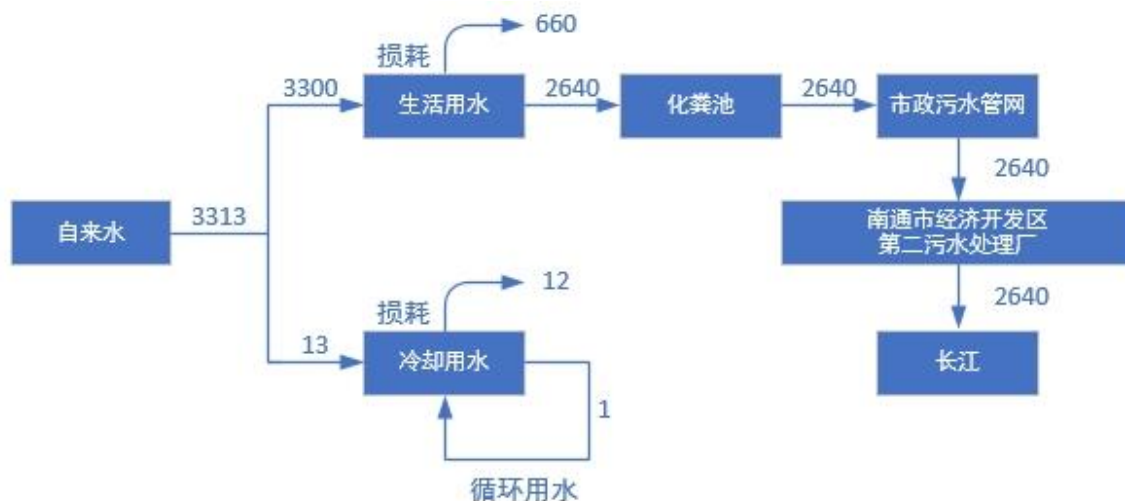 660
损耗
3300
生活用水
2640
化粪池
2640
市政污水管网
2640
自来水
3313
南通市经济开发区
第二污水处理厂
2640
12
损耗
13
冷却用水
长江
1
循环用水